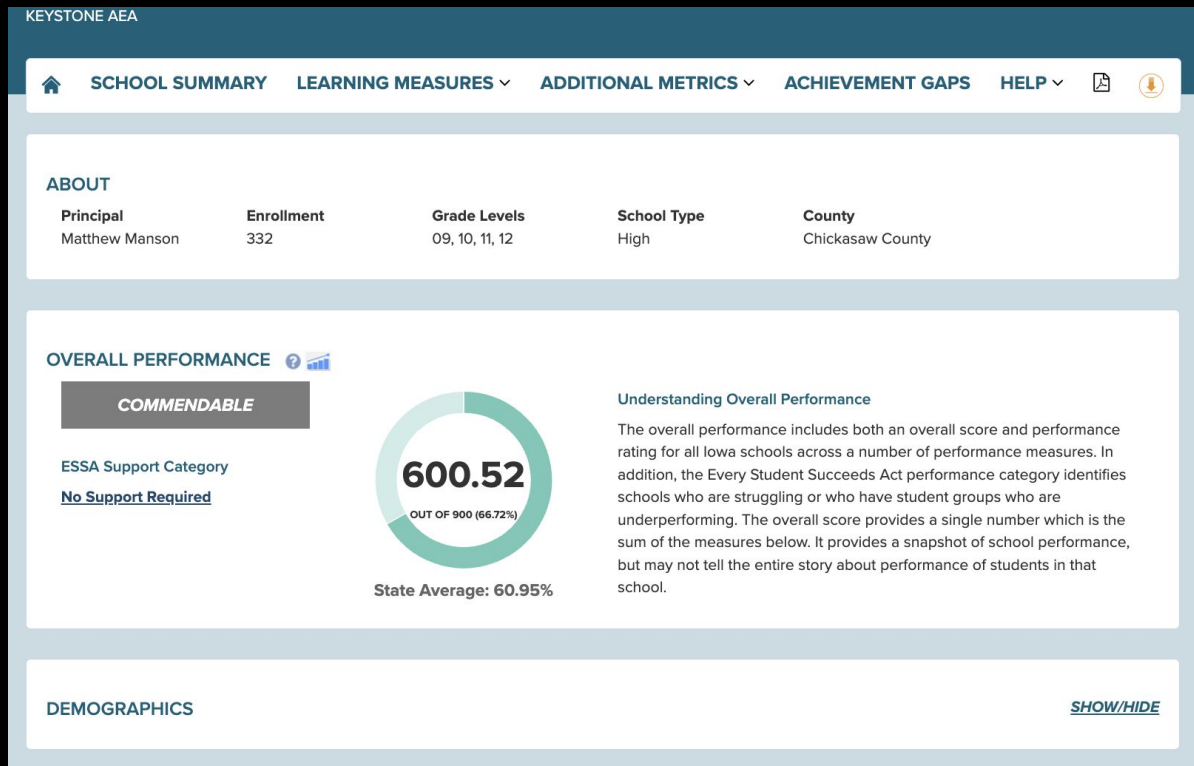 KEYSTONE AEA
SCHOOL SUMMARY LEARNING MEASURES ADDITIONAL METRICS ACHIEVEMENT GAPS HELP
ABOUT
Principal Enrollment Grade Levels School Type County
Matthew Manson 332 09, 10, 11, 12 High Chickasaw County
OVERALL PERFORMANCE ?
COMMENDABLE
ESSA Support Category
No Support Required
600.52
OUT OF 900 (66.72%)
State Average: 60.95%
Understanding Overall Performance
The overall performance includes both an overall score and performance
rating for all Iowa schools across a number of performance measures. In
addition, the Every Student Succeeds Act performance category identifies
schools who are struggling or who have student groups who are
underperforming. The overall score provides a single number which is the
sum of the measures below. It provides a snapshot of school performance,
but may not tell the entire story about performance of students in that
school.
DEMOGRAPHICS SHOW/HIDE